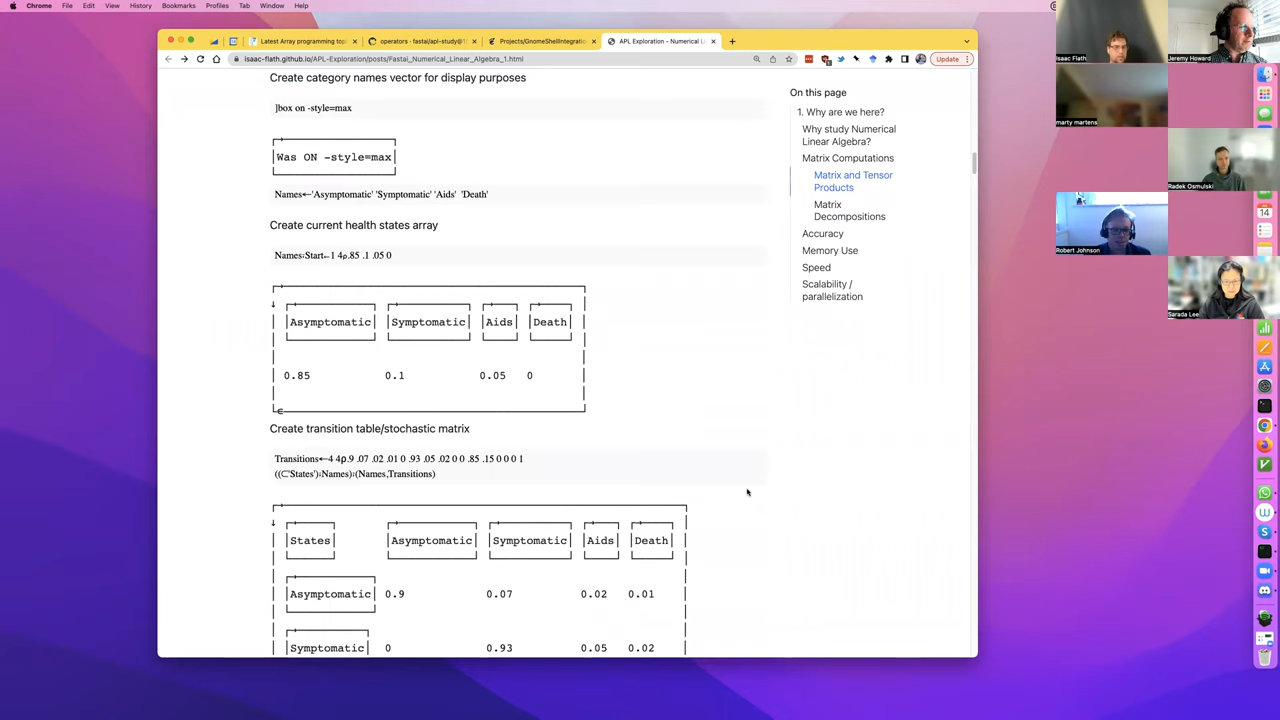 Chrome File Edit View History Bookmarks Profiles Tab Window Help
Latest Array programming top
operators · fastai/apl-study@1
Projects/GnomeShellIntegration
APL Exploration - Numerical Li
isaac-flath.github.io/APL-Exploration/posts/FastaI_Numerical_Linear_Algebra_1.html
Update
Create category names vector for display purposes
]box on -style=max
Was ON -style=max
Names←'Asymptomatic' 'Symptomatic' 'Aids' 'Death'
Create current health states array
Names⍪Start←1 4⍴.85 .1 .05 0
Asymptomatic Symptomatic Aids Death
0.85 0.1 0.05 0
Create transition table/stochastic matrix
Transitions←4 4⍴.9 .07 .02 .01 0 .93 .05 .02 0 0 .85 .15 0 0 0 1
((⊂'States')⍪Names)⍪(Names,Transitions)
States Asymptomatic Symptomatic Aids Death
Asymptomatic 0.9 0.07 0.02 0.01
Symptomatic 0 0.93 0.05 0.02
On this page
1. Why are we here?
Why study Numerical
Linear Algebra?
Matrix Computations
Matrix and Tensor
Products
Matrix
Decompositions
Accuracy
Memory Use
Speed
Scalability /
parallelization
Isaac Flath
Jeremy Howard
marty martens
Radek Osmulski
Robert Johnson
Sarada Lee
14